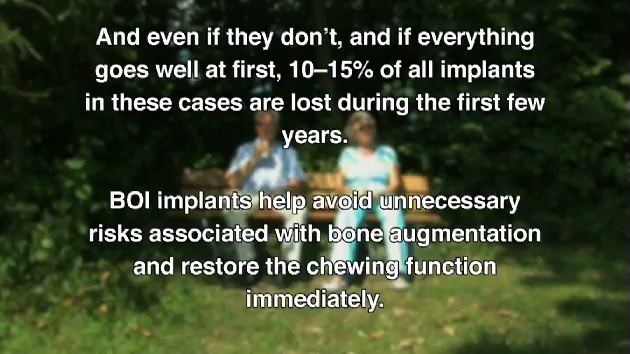 And even if they don't, and if everything
goes well at first, 10–15% of all implants
in these cases are lost during the first few
years.
BOI implants help avoid unnecessary
risks associated with bone augmentation
and restore the chewing function
immediately.